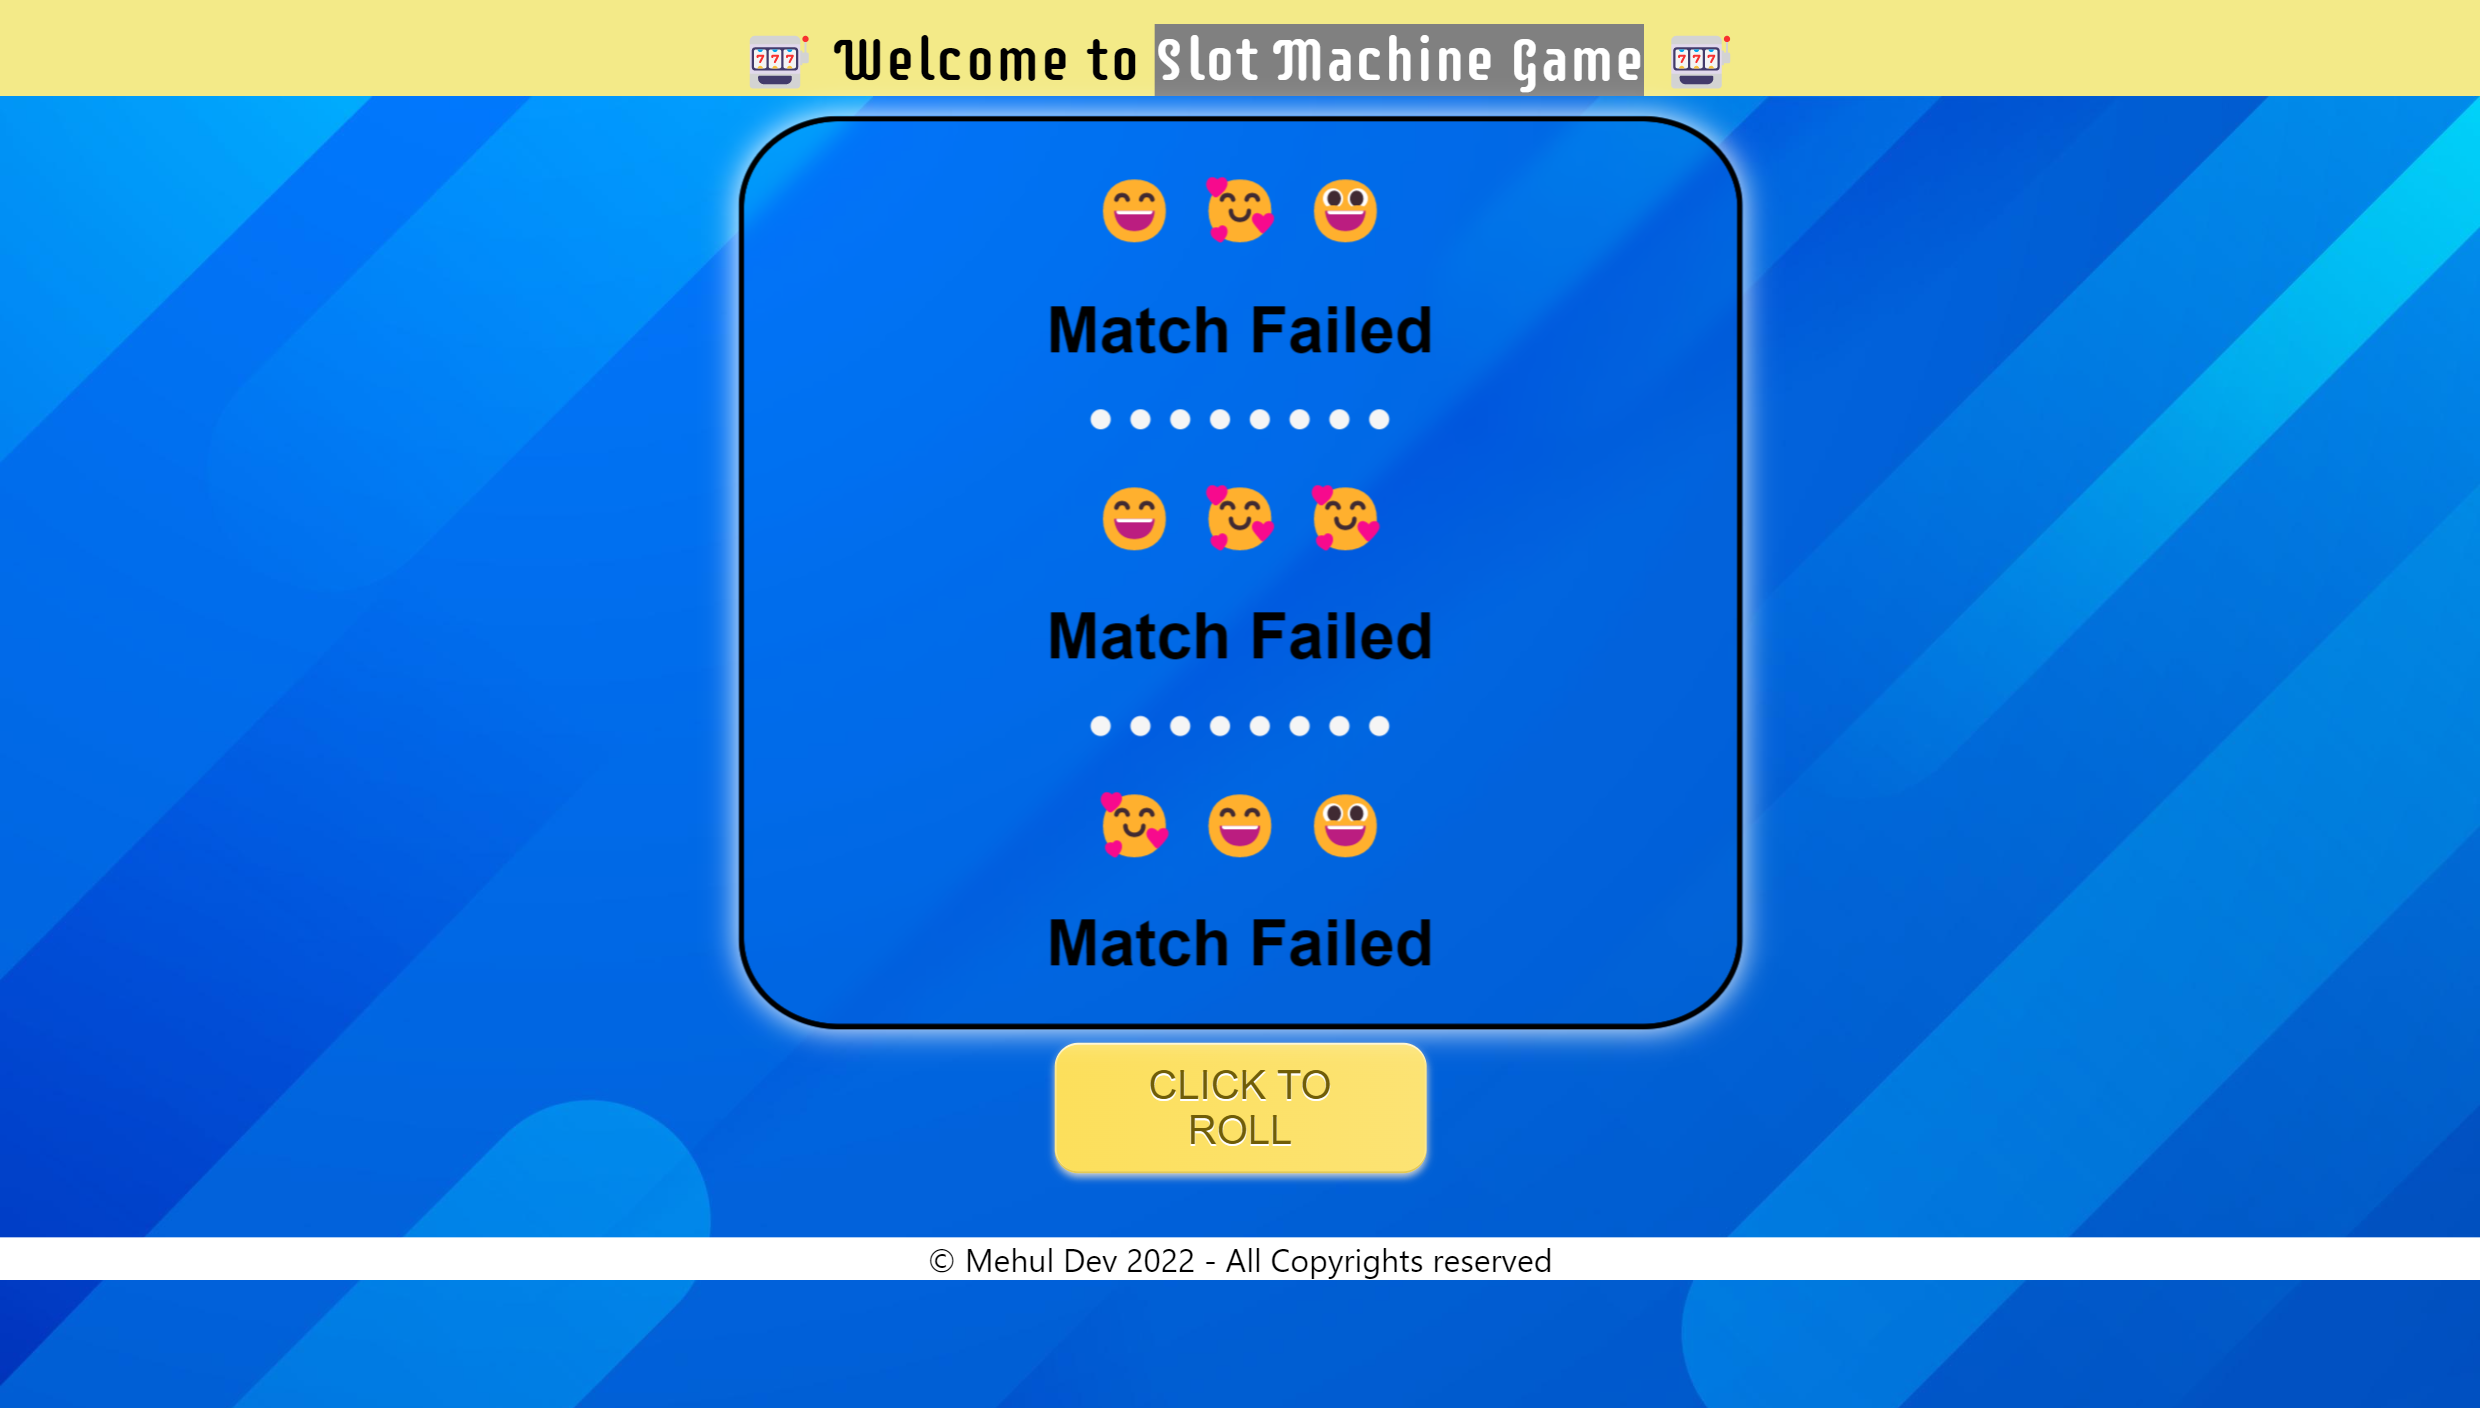 Welcome to Slot Machine Game
Match Failed
Match Failed
Match Failed
CLICK TO
ROLL
© Mehul Dev 2022 - All Copyrights reserved